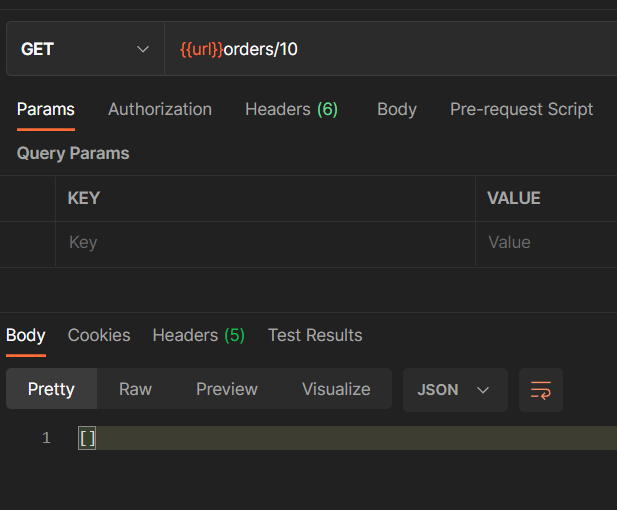 GET {{url}}orders/10
Params Authorization Headers (6) Body Pre-request Script
Query Params
KEY VALUE
Key Value
Body Cookies Headers (5) Test Results
Pretty Raw Preview Visualize JSON
1 []